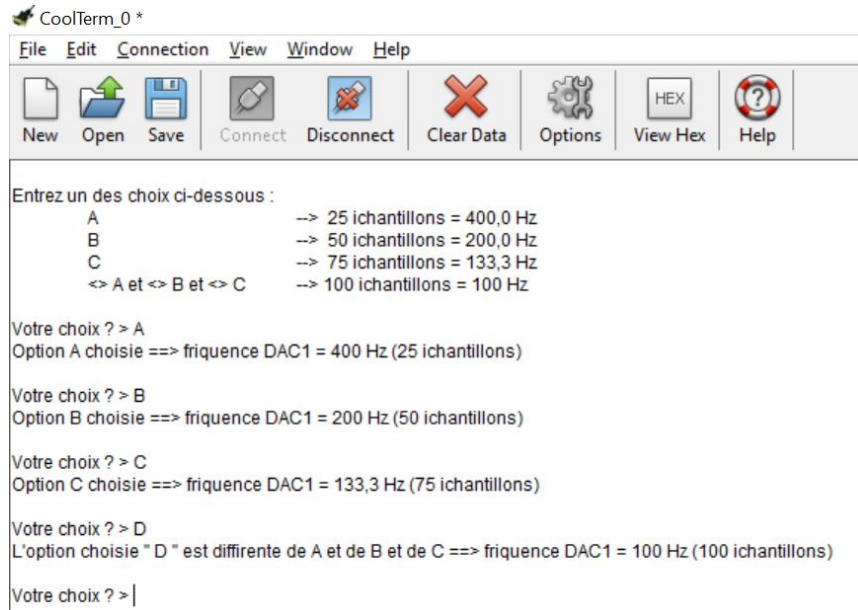 CoolTerm_0 *
File Edit Connection View Window Help
HEX
New Open Save Connect Disconnect Clear Data Options View Hex Help
Entrez un des choix ci-dessous :
A --> 25 ichantillons = 400,0 Hz
B --> 50 ichantillons = 200,0 Hz
C --> 75 ichantillons = 133,3 Hz
<> A et <> B et <> C --> 100 ichantillons = 100 Hz
Votre choix ? > A
Option A choisie ==> friquence DAC1 = 400 Hz (25 ichantillons)
Votre choix ? > B
Option B choisie ==> friquence DAC1 = 200 Hz (50 ichantillons)
Votre choix ? > C
Option C choisie ==> friquence DAC1 = 133,3 Hz (75 ichantillons)
Votre choix ? > D
L'option choisie " D " est diffirente de A et de B et de C ==> friquence DAC1 = 100 Hz (100 ichantillons)
Votre choix ? >